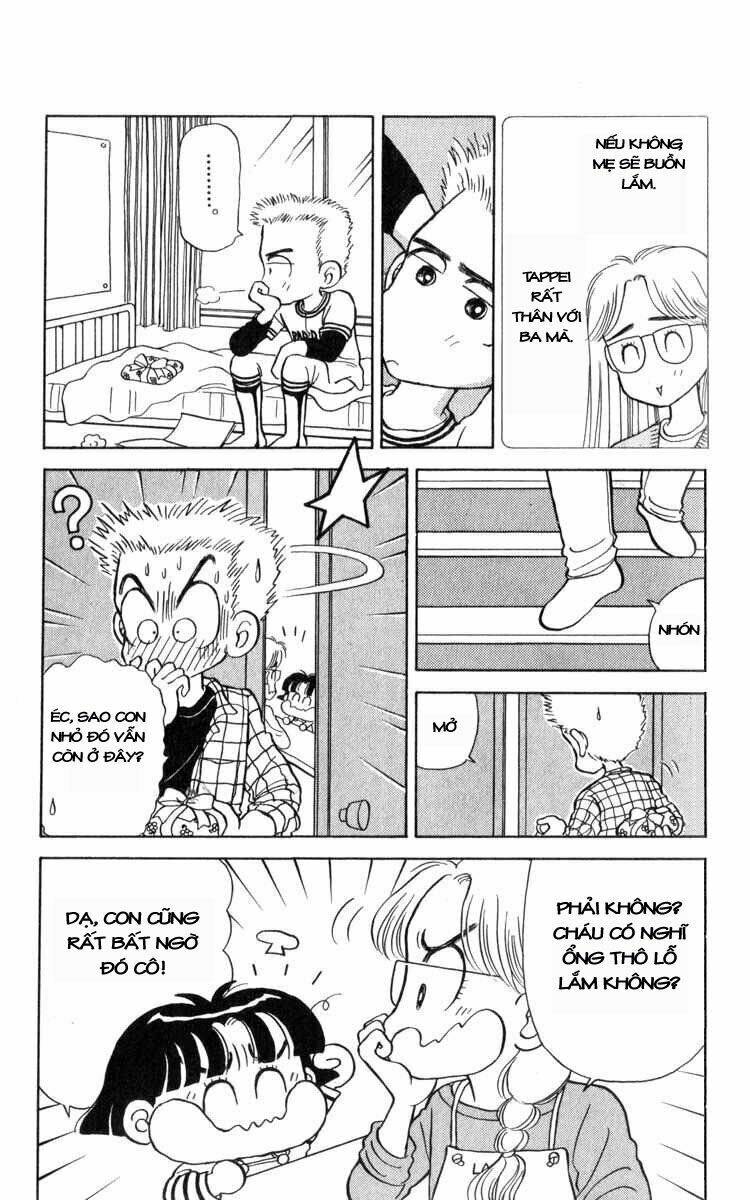 NẾU KHÔNG,
MẸ SẼ BUỒN
LẮM.
TAPPEI
RẤT
THÂN VỚI
BA MÀ.
.........
NHÓN
?
ÉC, SAO CON
NHỎ ĐÓ VẪN
CÒN Ở ĐÂY?
MỞ
PHẢI KHÔNG?
CHÁU CÓ NGHĨ
ỔNG THÔ LỖ
LẮM KHÔNG?
DẠ, CON CŨNG
RẤT BẤT NGỜ
ĐÓ CÔ!
LA